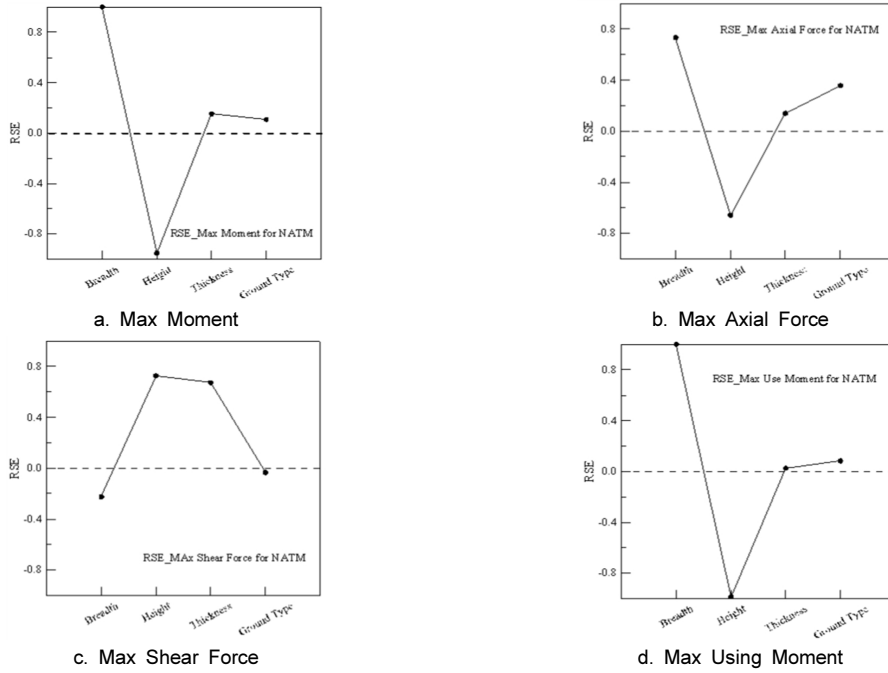 0.8
0.4
0.0
-0.4
-0.8
RSE
RSE_Max Moment for NATM
Breadth
Height
Thickness
Ground Type
a. Max Moment
0.8
0.4
0.0
-0.4
-0.8
RSE
RSE_Max Axial Force for NATM
Breadth
Height
Thickness
Ground Type
b. Max Axial Force
0.8
0.4
0.0
-0.4
-0.8
RSE
RSE_MAx Shear Force for NATM
Breadth
Height
Thickness
Ground Type
c. Max Shear Force
0.8
0.4
0.0
-0.4
-0.8
RSE
RSE_Max Use Moment for NATM
Breadth
Height
Thickness
Ground Type
d. Max Using Moment